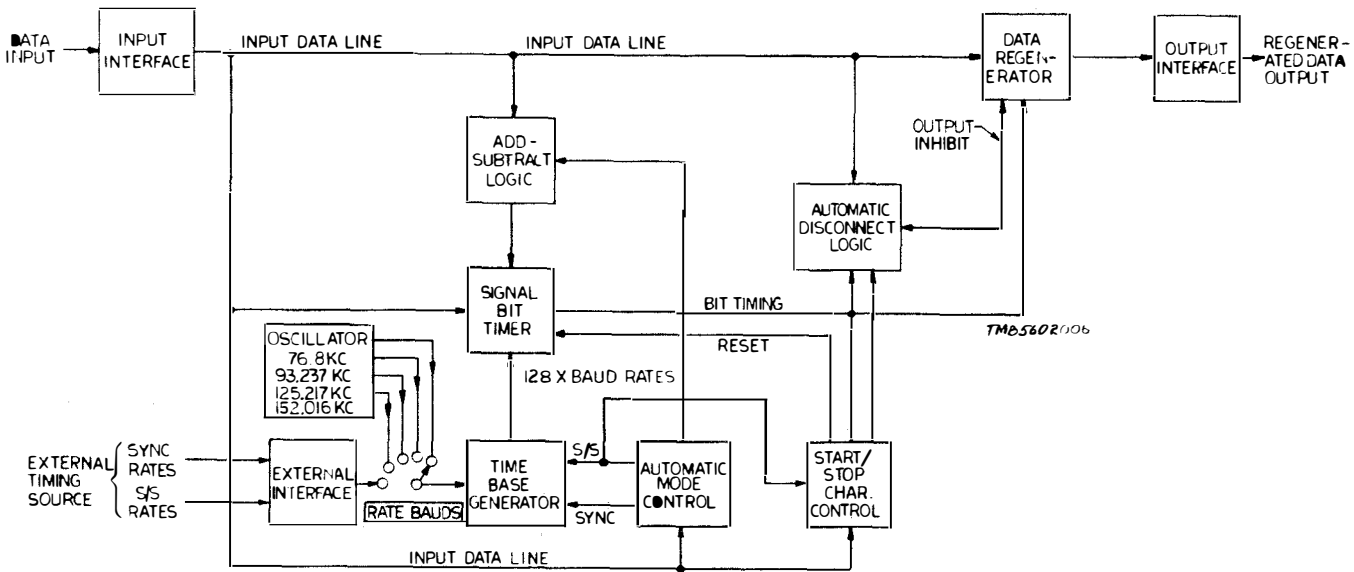 DATA
INPUT
INPUT
INTERFACE
INPUT DATA LINE
INPUT DATA LINE
DATA
REGEN-
ERATOR
OUTPUT
INTERFACE
REGENER-
ATED DATA
OUTPUT
OUTPUT
INHIBIT
ADD-
SUBTRACT
LOGIC
AUTOMATIC
DISCONNECT
LOGIC
SIGNAL
BIT
TIMER
BIT TIMING
RESET
TM85602006
OSCILLATOR
76.8 KC
93,237 KC
125,217 KC
152,016 KC
128 X BAUD RATES
EXTERNAL
TIMING
SOURCE
SYNC
RATES
S/S
RATES
EXTERNAL
INTERFACE
RATE BAUDS
TIME
BASE
GENERATOR
S/S
SYNC
AUTOMATIC
MODE
CONTROL
START/
STOP
CHAR.
CONTROL
INPUT DATA LINE